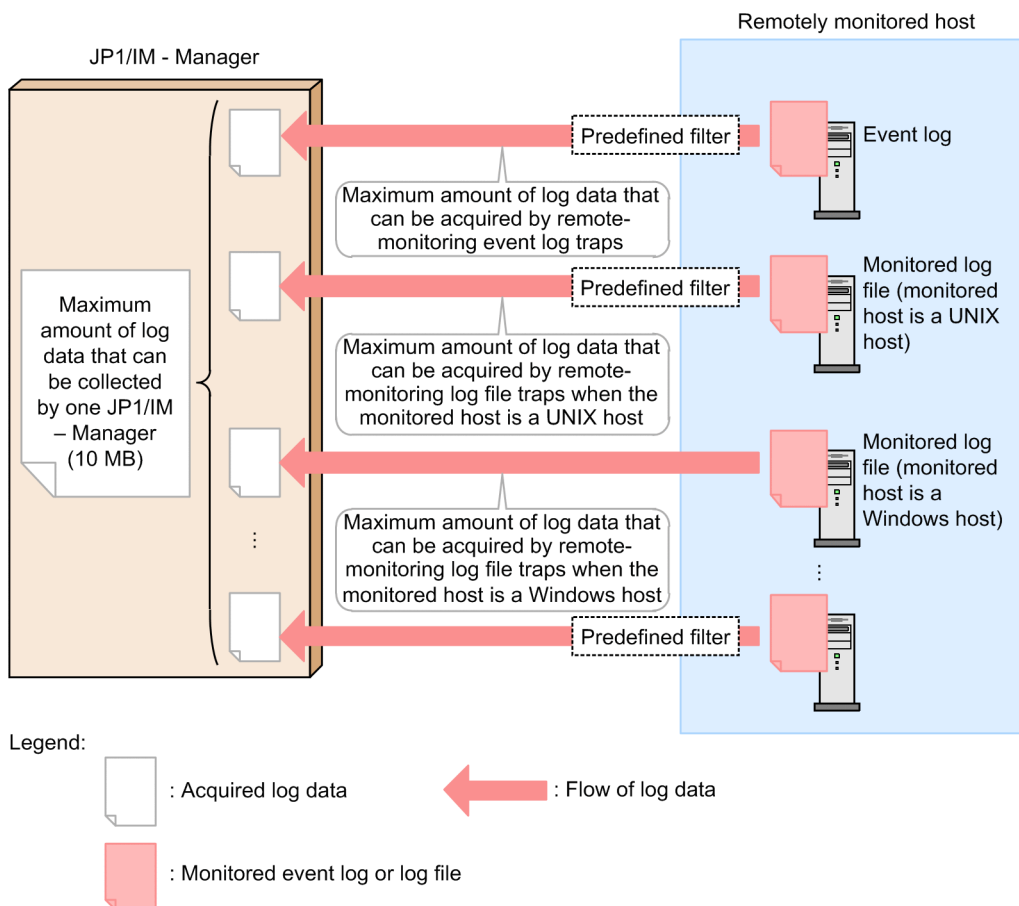 Remotely monitored host
JP1/IM - Manager
Predefined filter
Event log
Maximum amount of log data that
can be acquired by remote-
monitoring event log traps
Predefined filter
Monitored log
file (monitored
host is a UNIX
host)
Maximum
amount of log
data that can
be collected
by one JP1/IM
– Manager
(10 MB)
Maximum amount of log data that
can be acquired by remote-
monitoring log file traps when the
monitored host is a UNIX host
Monitored log
file (monitored
host is a
Windows host)
Maximum amount of log data that
can be acquired by remote-
monitoring log file traps when the
monitored host is a Windows host
⋮
⋮
Predefined filter
Legend:
: Acquired log data
: Flow of log data
: Monitored event log or log file